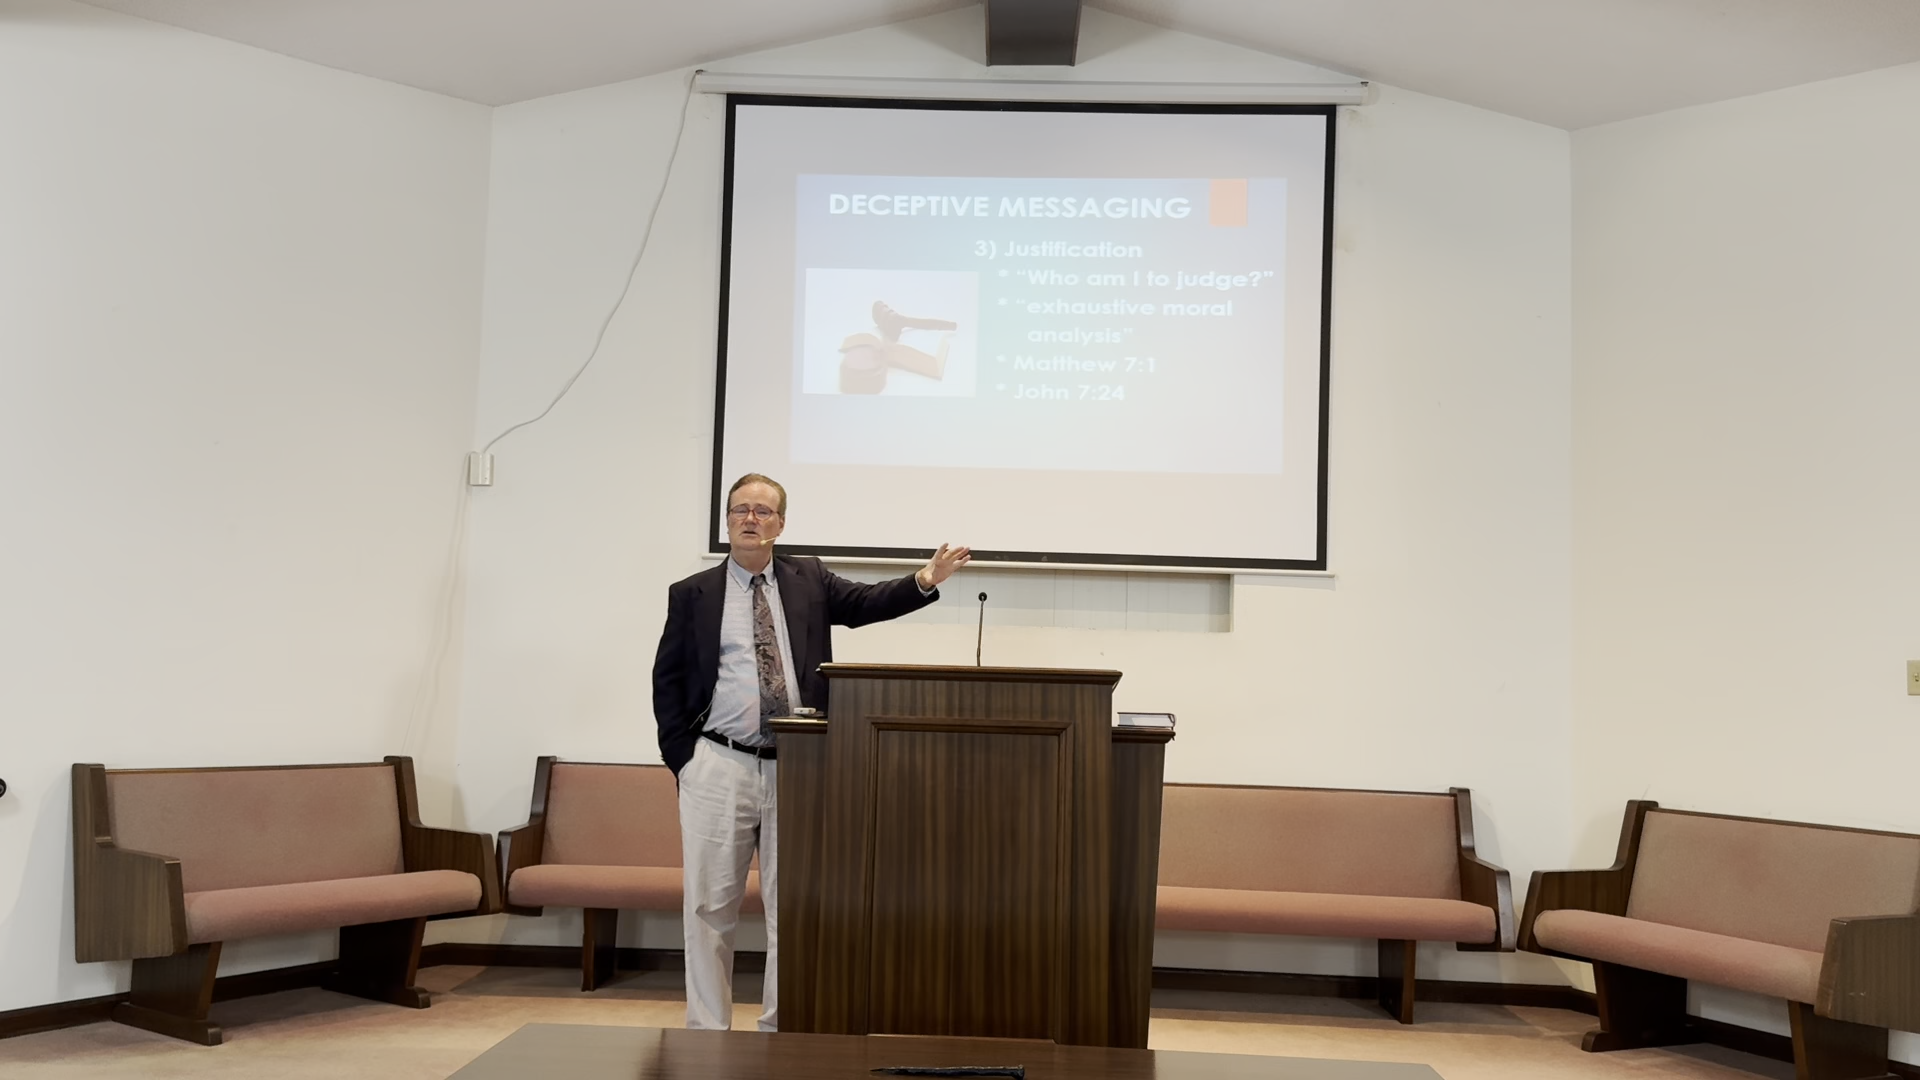 DECEPTIVE MESSAGING
3) Justification
* "Who am I to judge?"
* "exhaustive moral
analysis"
* Matthew 7:1
* John 7:24